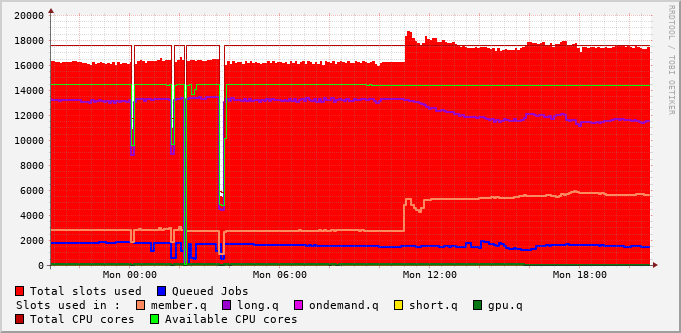 20000
18000
16000
14000
12000
10000
8000
6000
4000
2000
0
Mon 00:00 Mon 06:00 Mon 12:00 Mon 18:00
RRDTOOL / TOBI OETIKER
Total slots used Queued Jobs
Slots used in : member.q long.q ondemand.q short.q gpu.q
Total CPU cores Available CPU cores